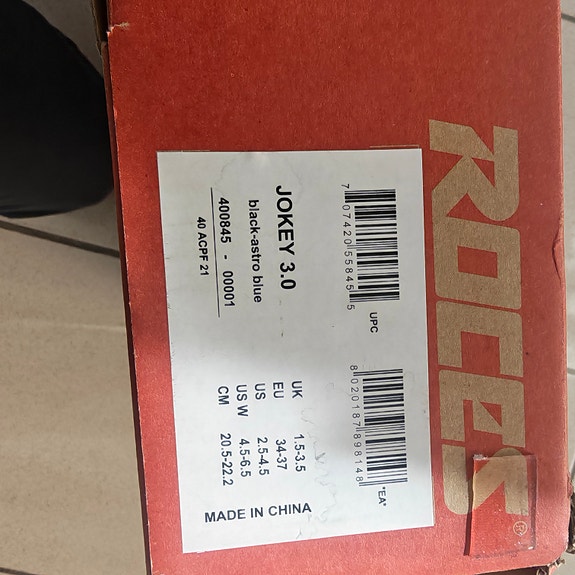 ROCES®
7 07420 55845 5
UPC
8 020187 898148
"EA"
JOKEY 3.0
black-astro blue
400845 - 00001
40 ACPF 21
UK 1.5-3.5
EU 34-37
US 2.5-4.5
US W 4.5-6.5
CM 20.5-22.2
MADE IN CHINA